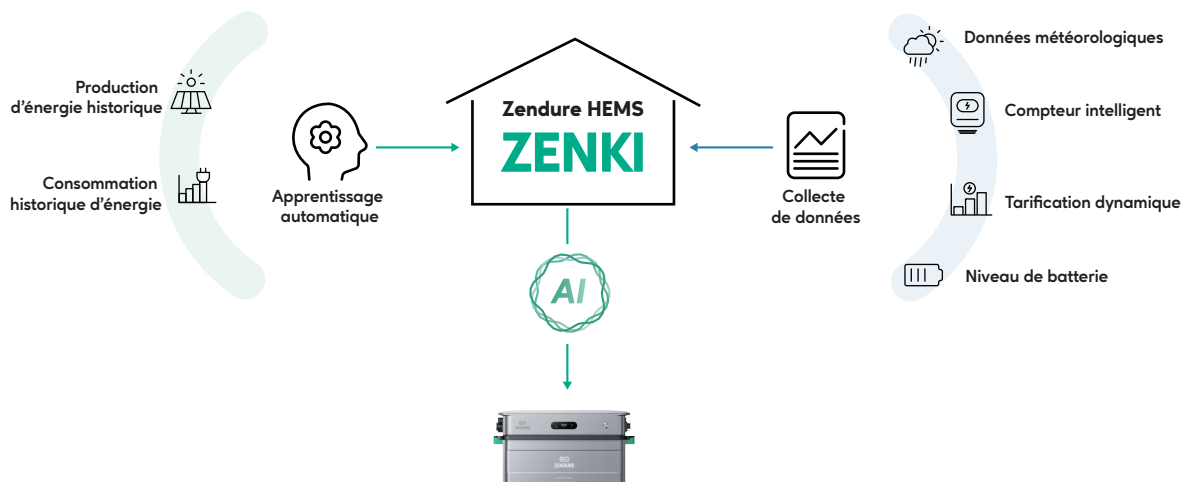 Production
d'énergie historique
Consommation
historique d'énergie
Apprentissage
automatique
Zendure HEMS
ZENKI
AI
Collecte
de données
Données météorologiques
Compteur intelligent
Tarification dynamique
Niveau de batterie
ZENDURE